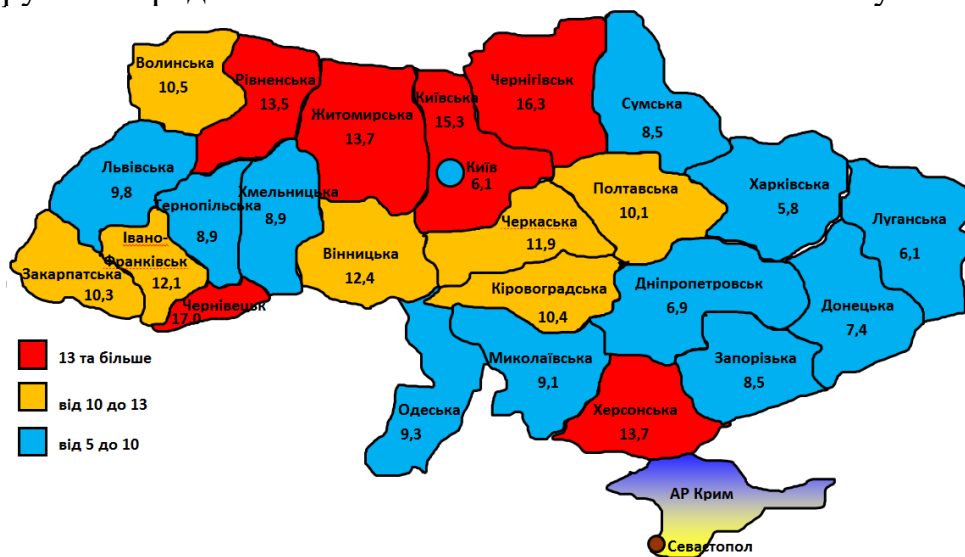 Волинська
10,5
Рівненська
13,5
Житомирська
13,7
Київська
15,3
Чернігівськ
16,3
Сумська
8,5
Київ
6,1
Львівська
9,8
Тернопільська
8,9
Хмельницька
8,9
Полтавська
10,1
Харківська
5,8
Луганська
6,1
Черкаська
11,9
Івано-
Франківськ
12,1
Закарпатська
10,3
Вінницька
12,4
Кіровоградська
10,4
Дніпропетровськ
6,9
Донецька
7,4
Чернівецьк
17,0
Миколаївська
9,1
Запорізька
8,5
Одеська
9,3
Херсонська
13,7
13 та більше
від 10 до 13
від 5 до 10
АР Крим
Севастопол